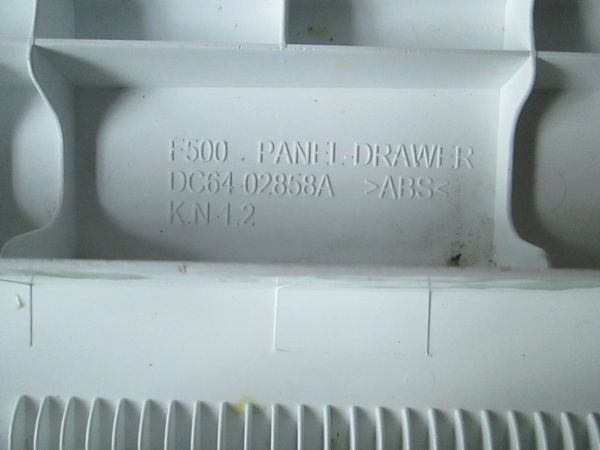 F500 . PANEL-DRAWER
DC64-02858A >ABS<
K.N-1.2